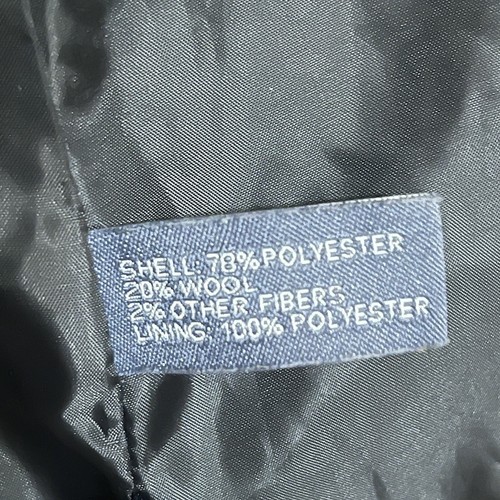 SHELL: 78% POLYESTER
20% WOOL
2% OTHER FIBERS
LINING: 100% POLYESTER